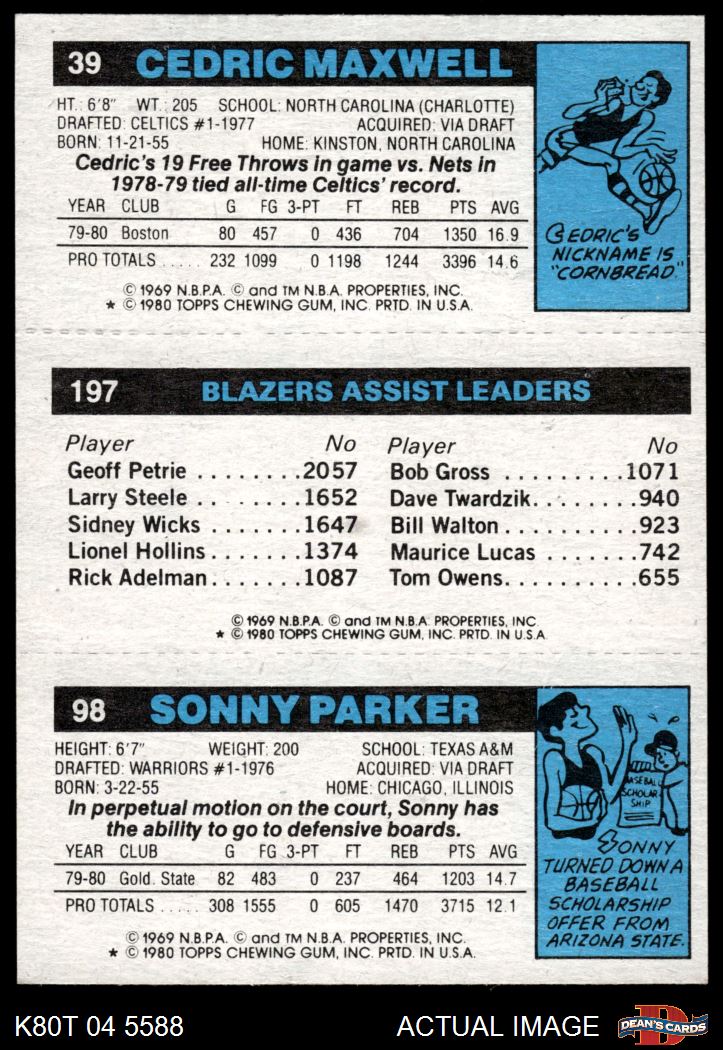 39 CEDRIC MAXWELL
HT.: 6'8" WT.: 205 SCHOOL: NORTH CAROLINA (CHARLOTTE)
DRAFTED: CELTICS #1-1977 ACQUIRED: VIA DRAFT
BORN: 11-21-55 HOME: KINSTON, NORTH CAROLINA
Cedric's 19 Free Throws in game vs. Nets in
1978-79 tied all-time Celtics' record.
YEAR CLUB G FG 3-PT FT REB PTS AVG
79-80 Boston 80 457 0 436 704 1350 16.9
PRO TOTALS ..... 232 1099 0 1198 1244 3396 14.6
© 1969 N.B.P.A. © and TM N.B.A. PROPERTIES, INC.
★ © 1980 TOPPS CHEWING GUM, INC. PRTD. IN U.S.A.
CEDRIC'S
NICKNAME IS
"CORNBREAD."
197 BLAZERS ASSIST LEADERS
Player No Player No
Geoff Petrie ........2057 Bob Gross .........1071
Larry Steele ........1652 Dave Twardzik.......940
Sidney Wicks .......1647 Bill Walton.........923
Lionel Hollins.......1374 Maurice Lucas .......742
Rick Adelman.......1087 Tom Owens..........655
© 1969 N.B.P.A. © and TM N.B.A. PROPERTIES, INC.
★ © 1980 TOPPS CHEWING GUM, INC. PRTD. IN U.S.A.
98 SONNY PARKER
HEIGHT: 6'7" WEIGHT: 200 SCHOOL: TEXAS A&M
DRAFTED: WARRIORS #1-1976 ACQUIRED: VIA DRAFT
BORN: 3-22-55 HOME: CHICAGO, ILLINOIS
In perpetual motion on the court, Sonny has
the ability to go to defensive boards.
YEAR CLUB G FG 3-PT FT REB PTS AVG
79-80 Gold. State 82 483 0 237 464 1203 14.7
PRO TOTALS ..... 308 1555 0 605 1470 3715 12.1
© 1969 N.B.P.A. © and TM N.B.A. PROPERTIES, INC.
★ © 1980 TOPPS CHEWING GUM, INC. PRTD. IN U.S.A.
BASEBALL
SCHOLAR-
SHIP
SONNY
TURNED DOWN A
BASEBALL
SCHOLARSHIP
OFFER FROM
ARIZONA STATE.
K80T 04 5588 ACTUAL IMAGE D DEAN'S CARDS